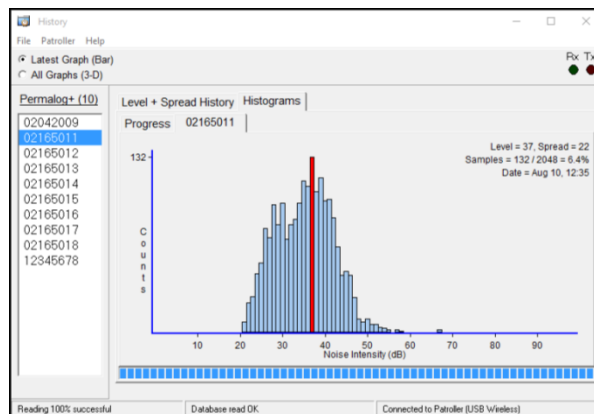 History
File Patroller Help
Latest Graph (Bar)
All Graphs (3-D)
Rx Tx
Permalog+ (10)
02042009
02165011
02165012
02165013
02165014
02165015
02165016
02165017
02165018
12345678
Level + Spread History Histograms
Progress 02165011
Level = 37, Spread = 22
Samples = 132 / 2048 = 6.4%
Date = Aug 10, 12:35
132
Counts
10 20 30 40 50 60 70 80 90
Noise Intensity (dB)
Reading 100% successful Database read OK Connected to Patroller (USB Wireless)